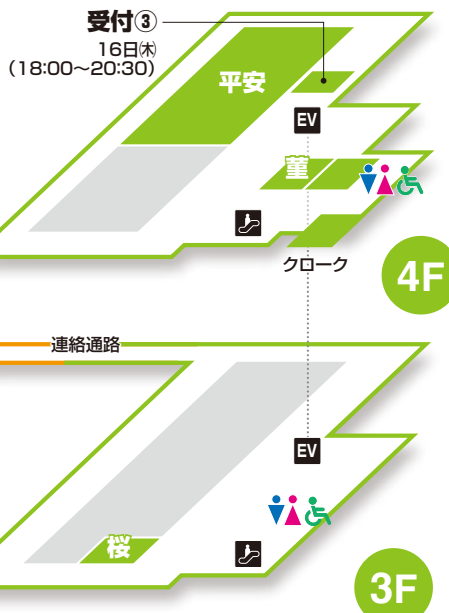 受付③
16日㈭
(18:00～20:30)
平安
EV
菫
クローク
4F
連絡通路
EV
桜
3F